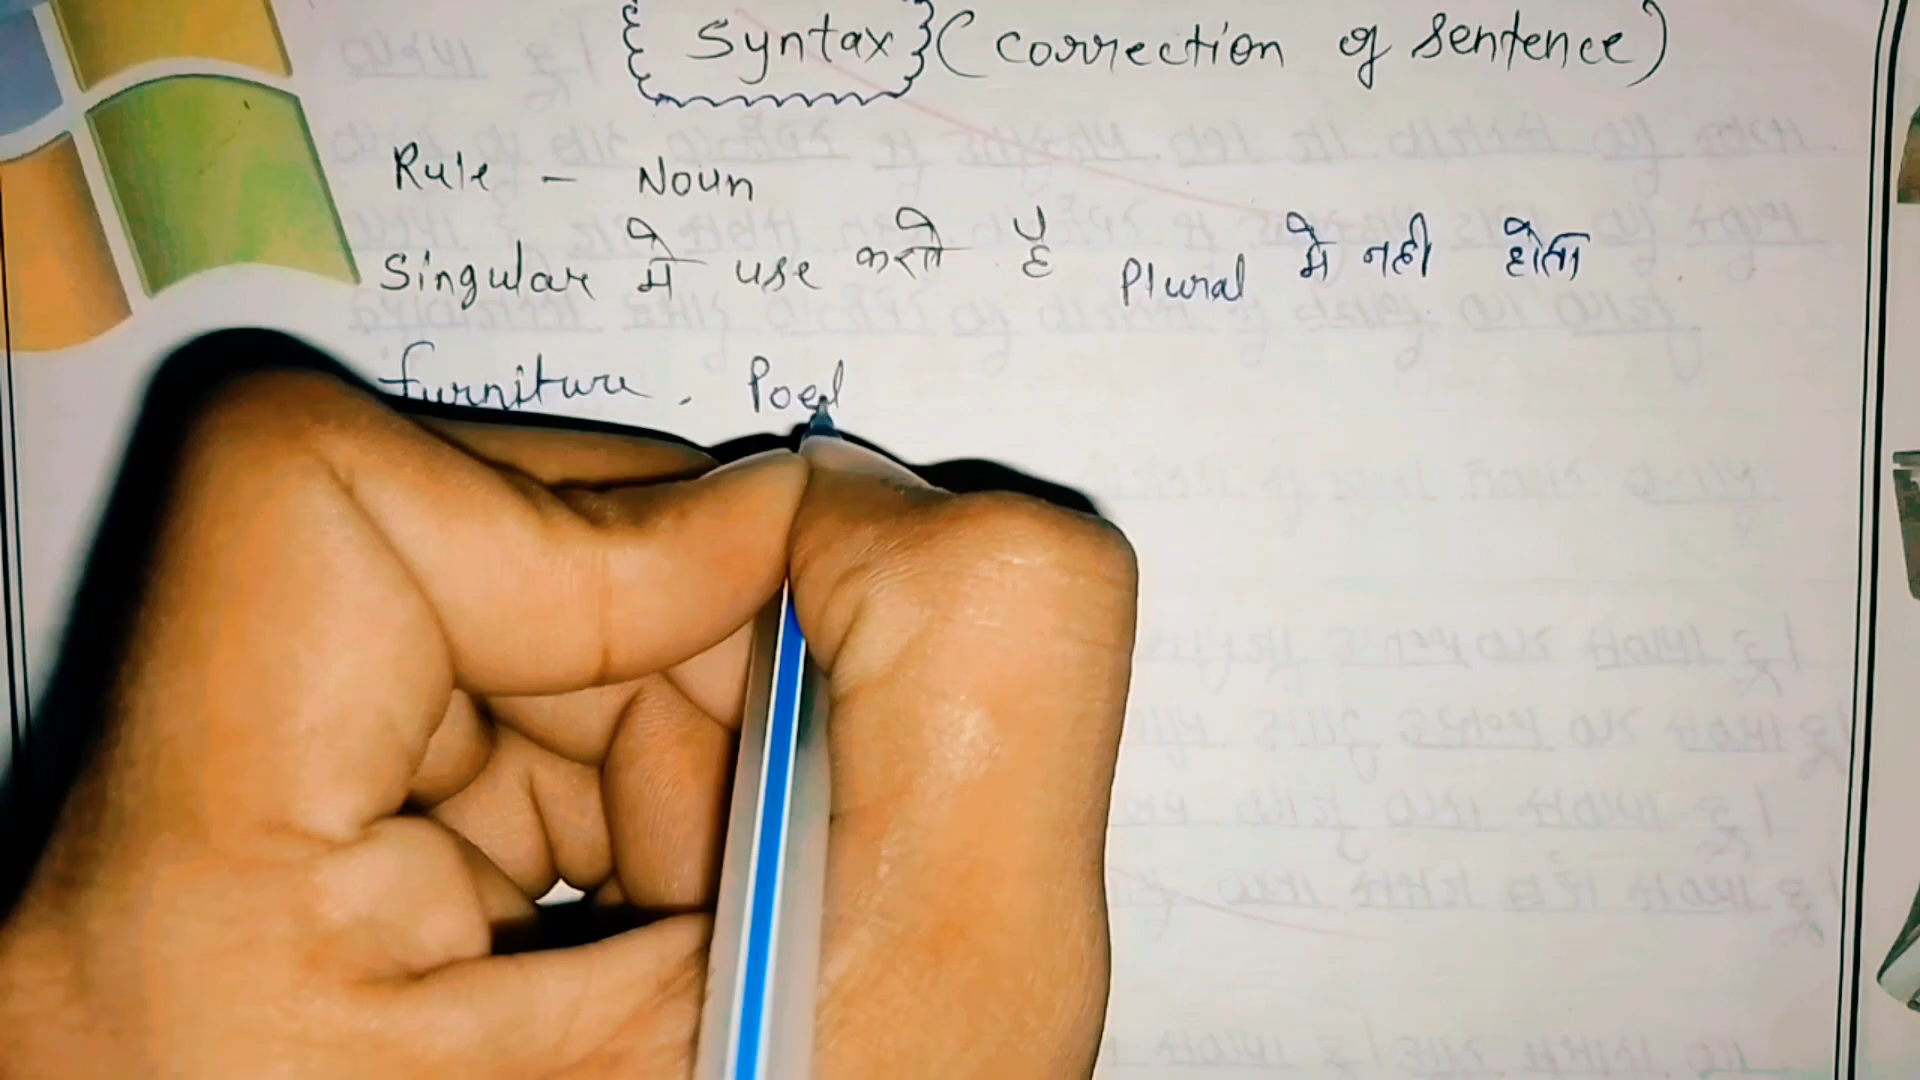 Syntax (correction of sentence)
Rule - Noun
Singular मे use करते है Plural मे नही होता
furniture, Poe